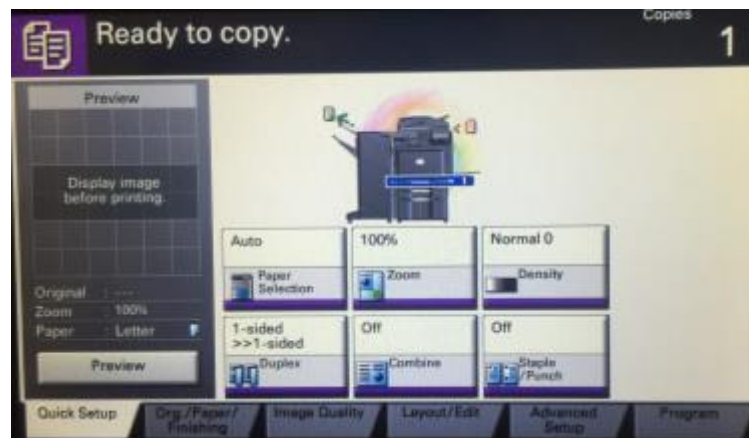 Ready to copy.
Copies
1
Preview
Display image
before printing.
Original : ---
Zoom : 100%
Paper : Letter
Preview
1
Auto
Paper
Selection
100%
Zoom
Normal 0
Density
1-sided
>>1-sided
Duplex
Off
Combine
Off
Staple
/Punch
Quick Setup
Org./Paper/
Finishing
Image Quality
Layout/Edit
Advanced
Setup
Program